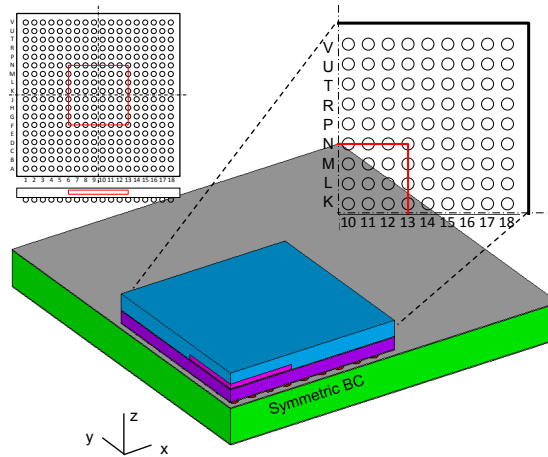 V
U
T
R
P
N
M
L
K
J
H
G
F
E
D
C
B
A
1 2 3 4 5 6 7 8 9 10 11 12 13 14 15 16 17 18
V
U
T
R
P
N
M
L
K
10 11 12 13 14 15 16 17 18
Symmetric BC
z
y
x